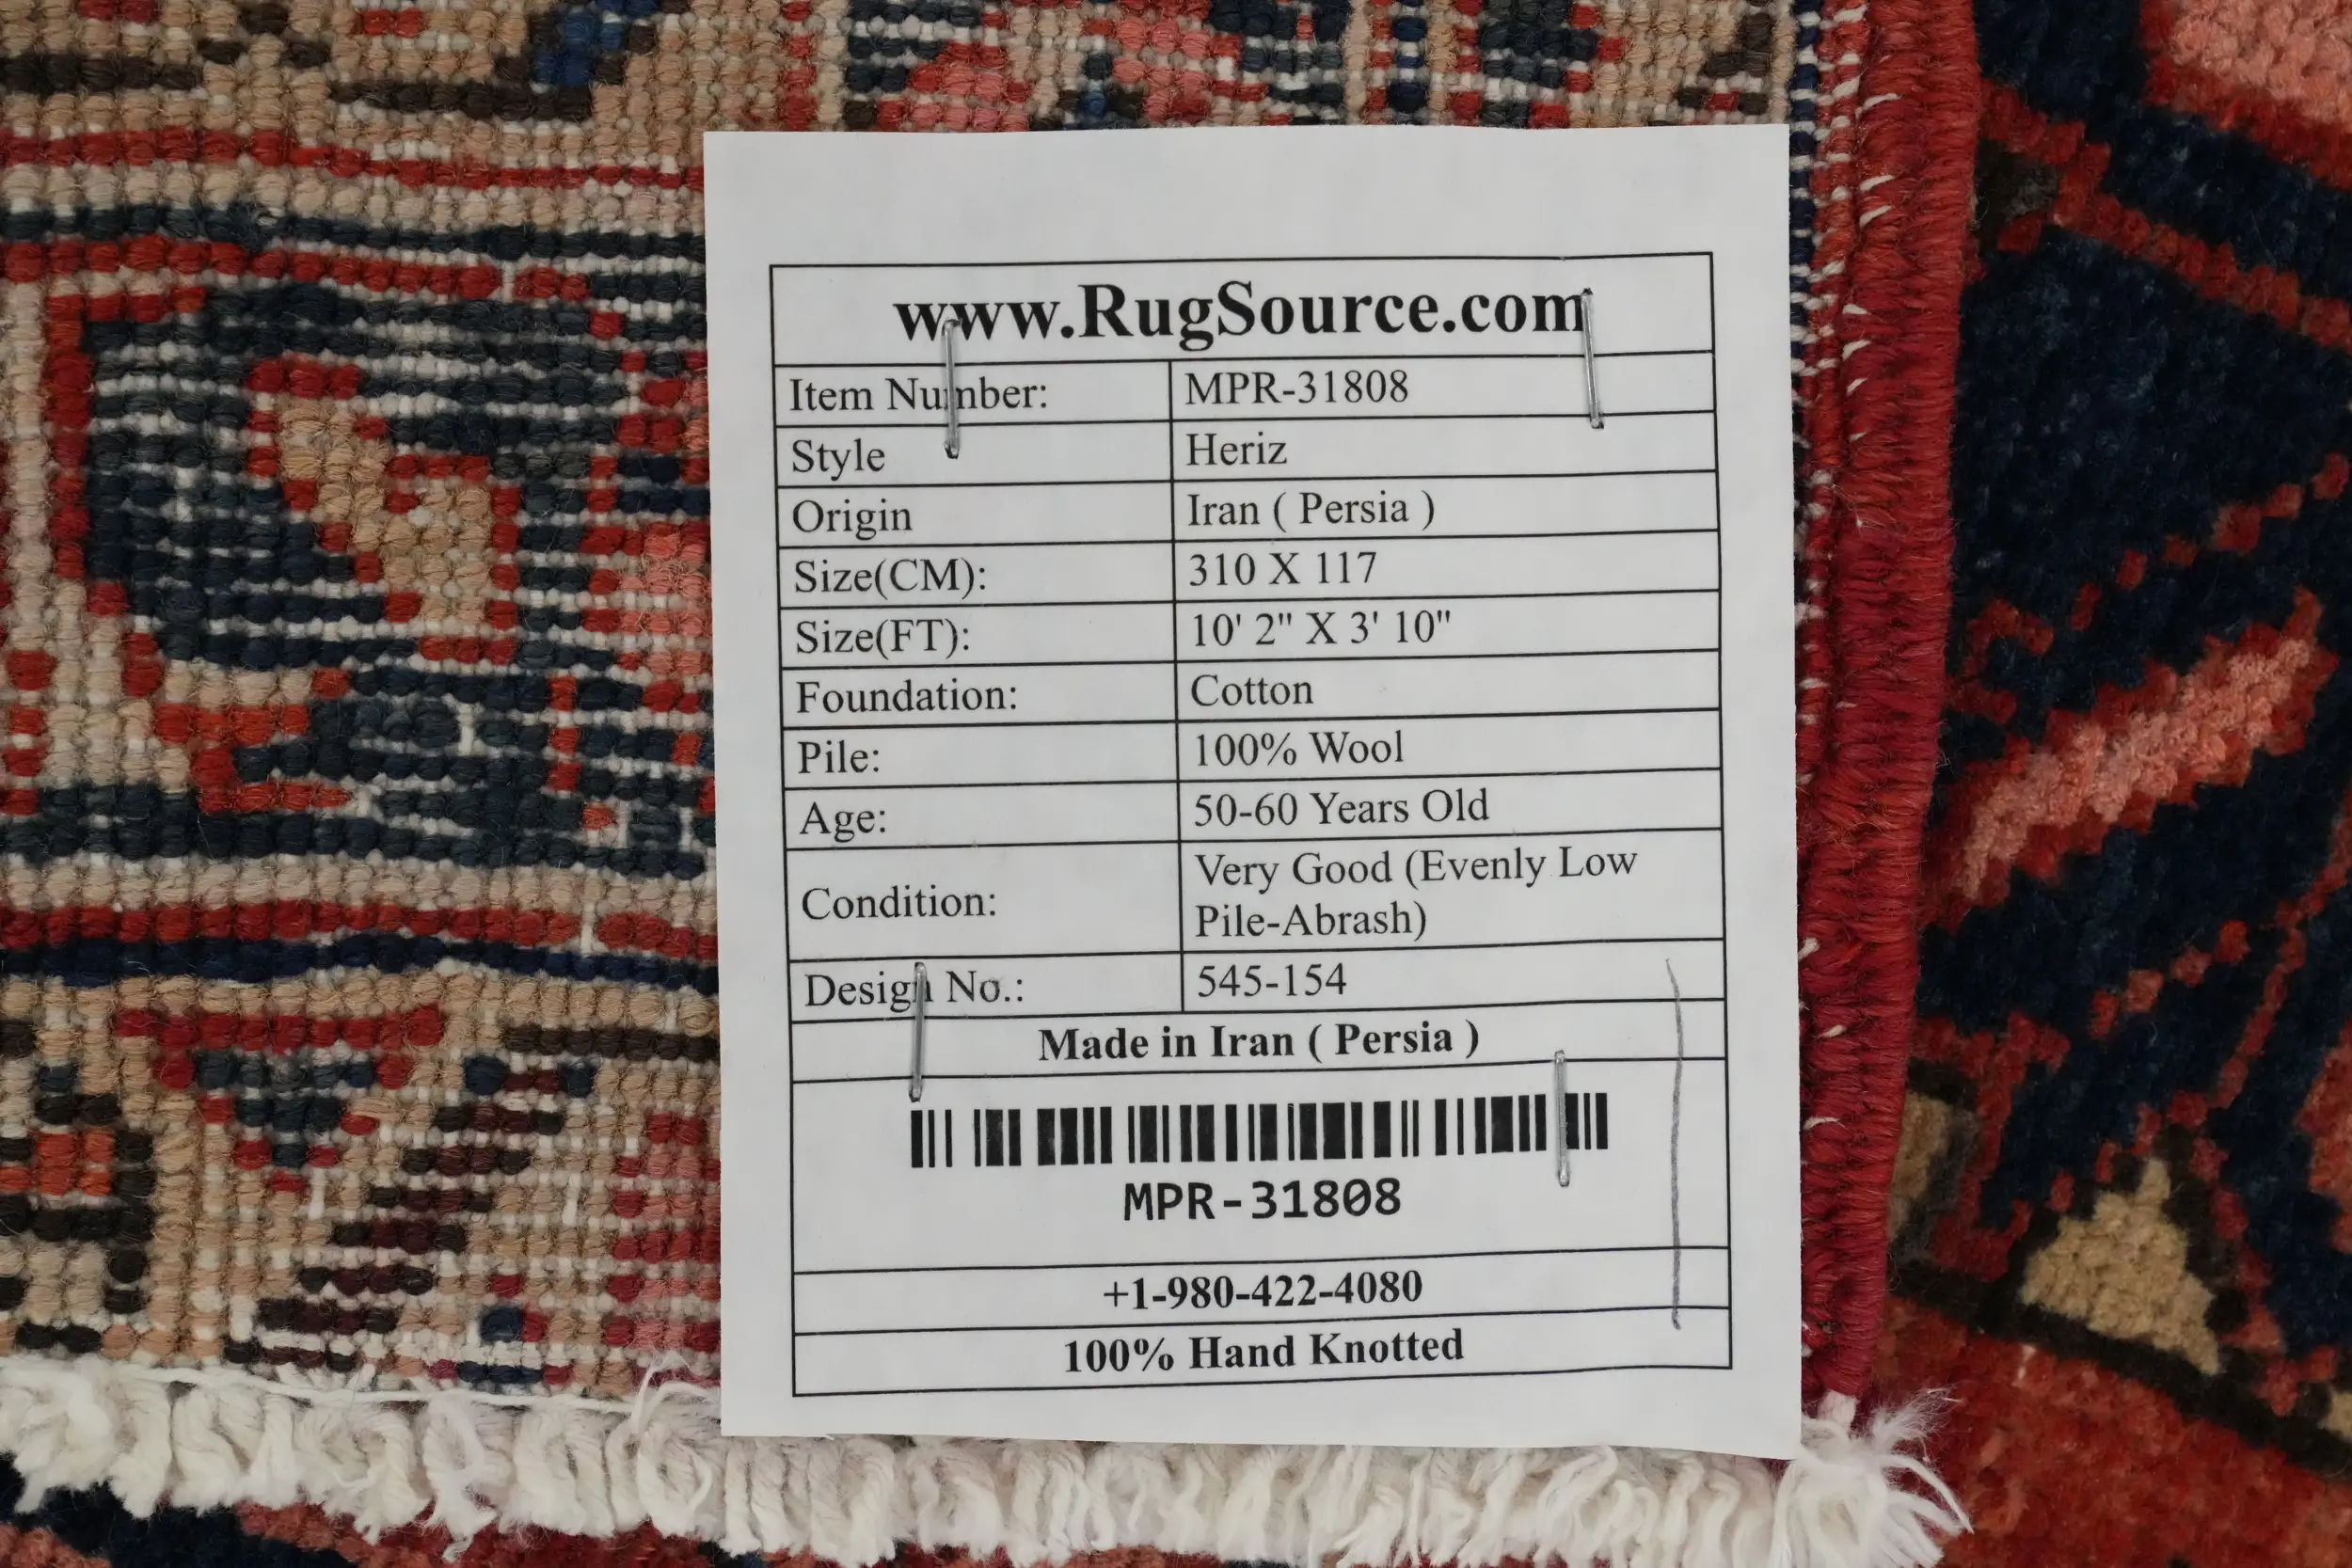 www.RugSource.com
Item Number: MPR-31808
Style Heriz
Origin Iran ( Persia )
Size(CM): 310 X 117
Size(FT): 10' 2" X 3' 10"
Foundation: Cotton
Pile: 100% Wool
Age: 50-60 Years Old
Condition: Very Good (Evenly Low
Pile-Abrash)
Design No.: 545-154
Made in Iran ( Persia )
MPR-31808
+1-980-422-4080
100% Hand Knotted